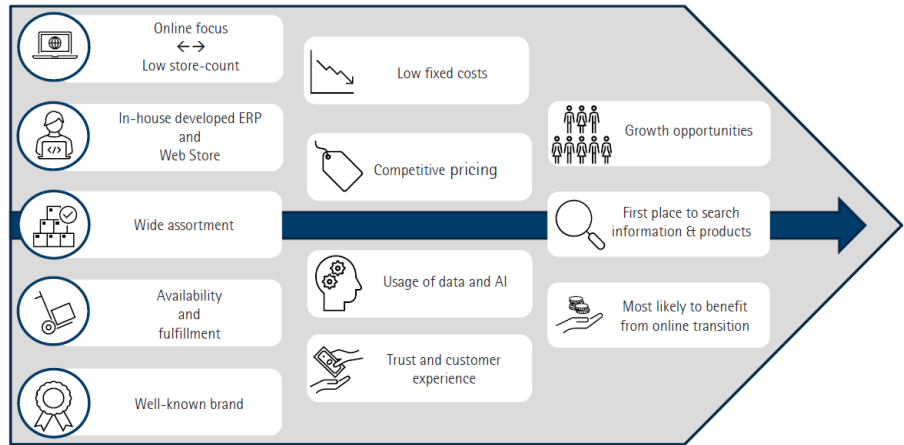 Online focus
←→
Low store-count
In-house developed ERP
and
Web Store
</>
Wide assortment
Availability
and
fulfillment
Well-known brand
Low fixed costs
Competitive pricing
Usage of data and AI
Trust and customer
experience
Growth opportunities
First place to search
information & products
Most likely to benefit
from online transition